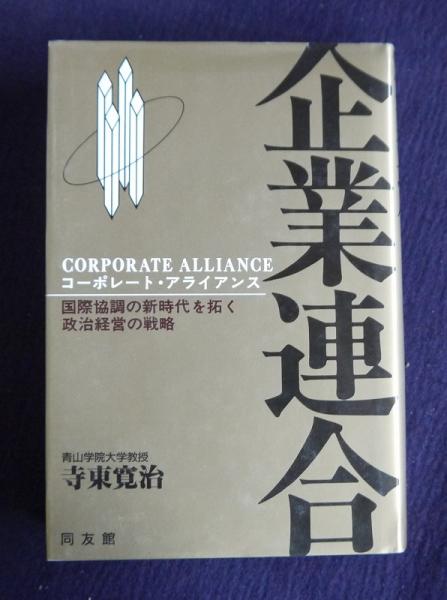 企業連合
CORPORATE ALLIANCE
コーポレート・アライアンス
国際協調の新時代を拓く
政治経営の戦略
青山学院大学教授
寺東寛治
同友館